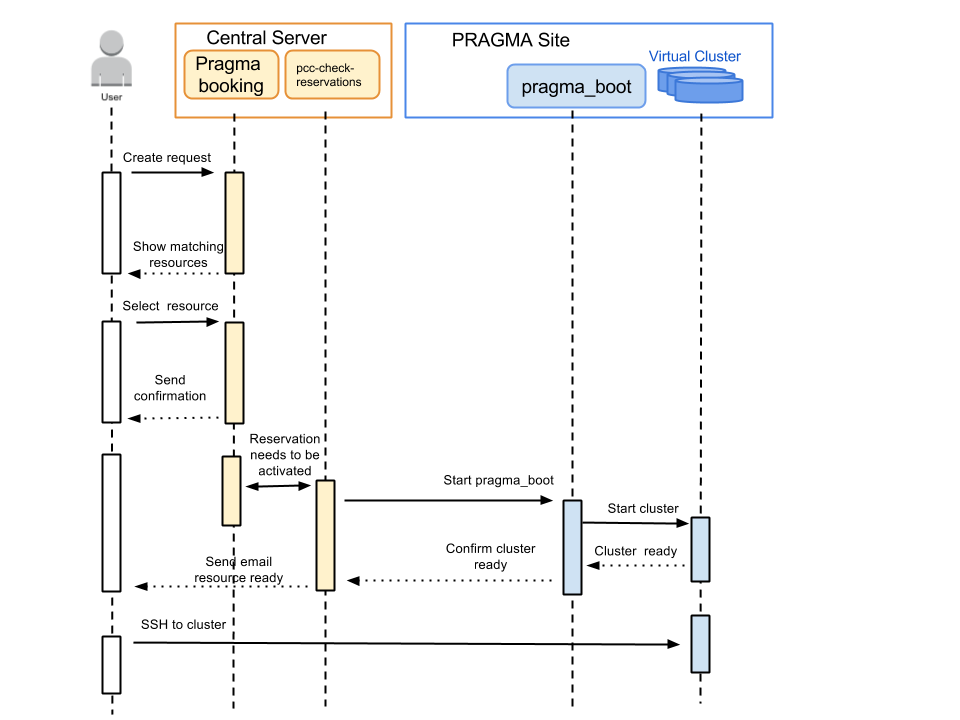 Central Server
PRAGMA Site
Pragma
booking
pcc-check-
reservations
pragma_boot
Virtual Cluster
User
Create request
Show matching
resources
Select resource
Send
confirmation
Reservation
needs to be
activated
Start pragma_boot
Start cluster
Confirm cluster
ready
Cluster ready
Send email
resource ready
SSH to cluster